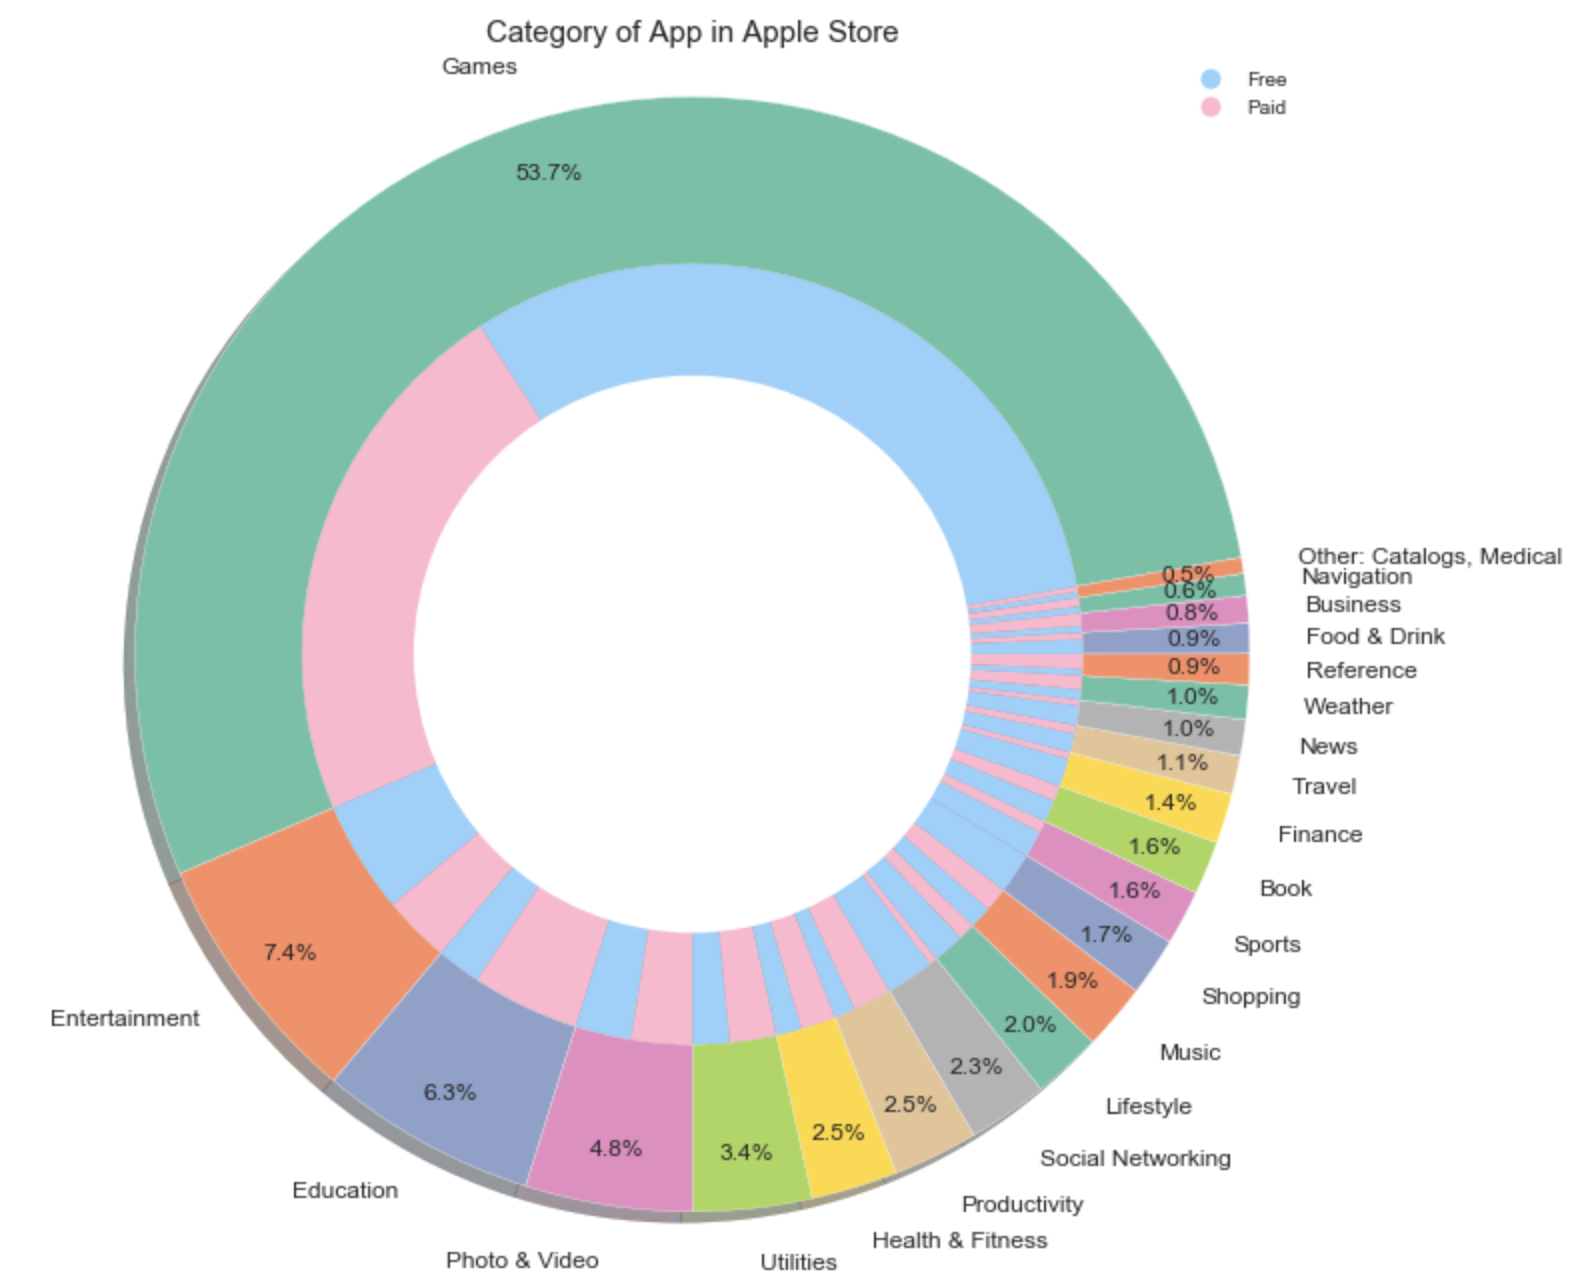 Category of App in Apple Store
Games
Free
Paid
53.7%
Other: Catalogs, Medical
0.5%
Navigation
0.6%
Business
0.8%
Food & Drink
0.9%
Reference
0.9%
Weather
1.0%
News
1.0%
Travel
1.1%
Finance
1.4%
Book
1.6%
Sports
1.6%
Shopping
1.7%
Music
1.9%
Lifestyle
2.0%
Social Networking
2.3%
Productivity
2.5%
Health & Fitness
2.5%
Utilities
3.4%
Photo & Video
4.8%
Education
6.3%
Entertainment
7.4%